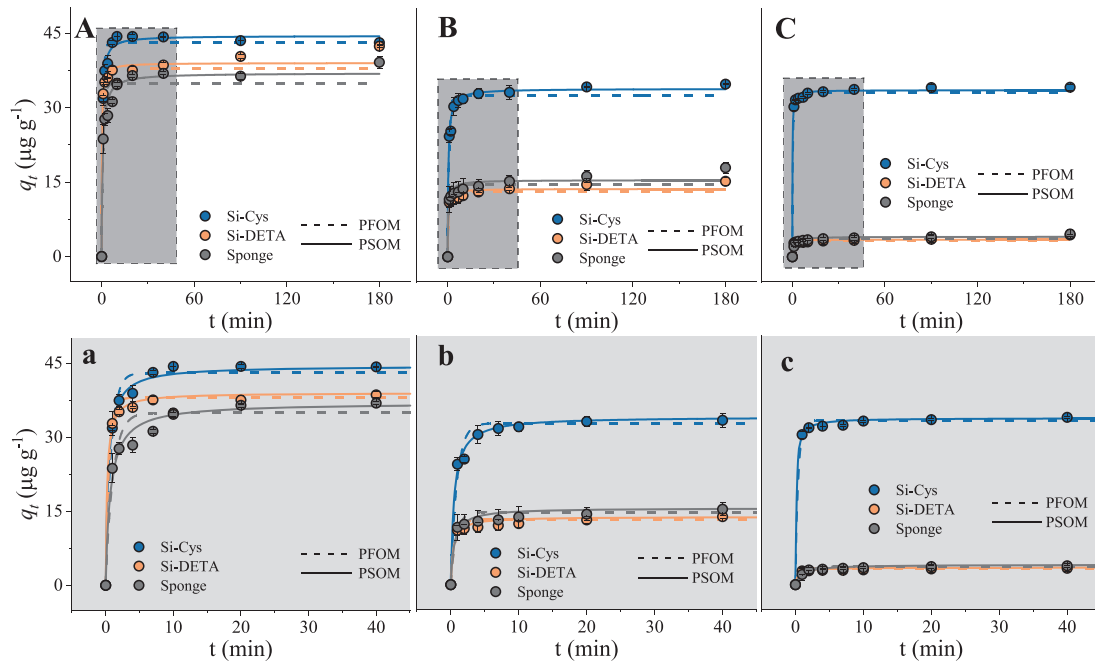 A
B
C
45
30
15
0
q_t (µg g⁻¹)
Si-Cys
Si-DETA
Sponge
PFOM
PSOM
Si-Cys
Si-DETA
Sponge
PFOM
PSOM
Si-Cys
Si-DETA
Sponge
PFOM
PSOM
0 60 120 180
0 60 120 180
0 60 120 180
t (min)
t (min)
t (min)
a
b
c
45
30
15
0
q_t (µg g⁻¹)
Si-Cys
Si-DETA
Sponge
PFOM
PSOM
Si-Cys
Si-DETA
Sponge
PFOM
PSOM
Si-Cys
Si-DETA
Sponge
PFOM
PSOM
0 10 20 30 40
0 10 20 30 40
0 10 20 30 40
t (min)
t (min)
t (min)